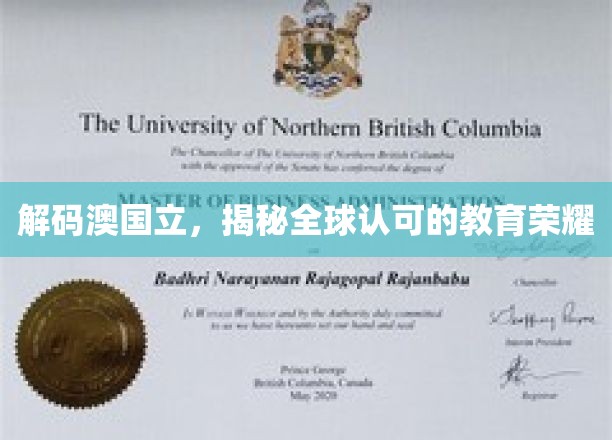 The University of Northern British Columbia
The Chancellor of The University of Northern British Columbia
with the approval of the Senate has conferred the degree of
MASTER OF BUSINESS ADMINISTRATION
解码澳国立，揭秘全球认可的教育荣耀
Badhri Narayanan Rajagopal Rajanbabu
Chancellor
In Witness Whereof and by the Authority duly committed
to us we have hereunto set our hand and seal
Interim President
Prince George
British Columbia, Canada
May 2020
Registrar